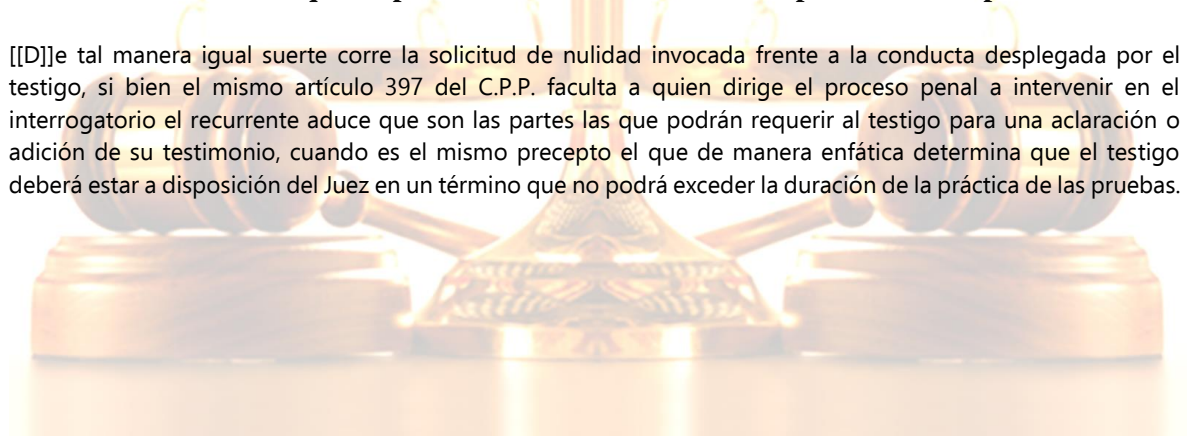 [[D]]e tal manera igual suerte corre la solicitud de nulidad invocada frente a la conducta desplegada por el
testigo, si bien el mismo artículo 397 del C.P.P. faculta a quien dirige el proceso penal a intervenir en el
interrogatorio el recurrente aduce que son las partes las que podrán requerir al testigo para una aclaración o
adición de su testimonio, cuando es el mismo precepto el que de manera enfática determina que el testigo
deberá estar a disposición del Juez en un término que no podrá exceder la duración de la práctica de las pruebas.